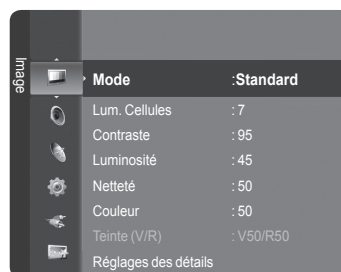 Image
Mode :Standard
Lum. Cellules : 7
Contraste : 95
Luminosité : 45
Netteté : 50
Couleur : 50
Teinte (V/R) : V50/R50
Réglages des détails